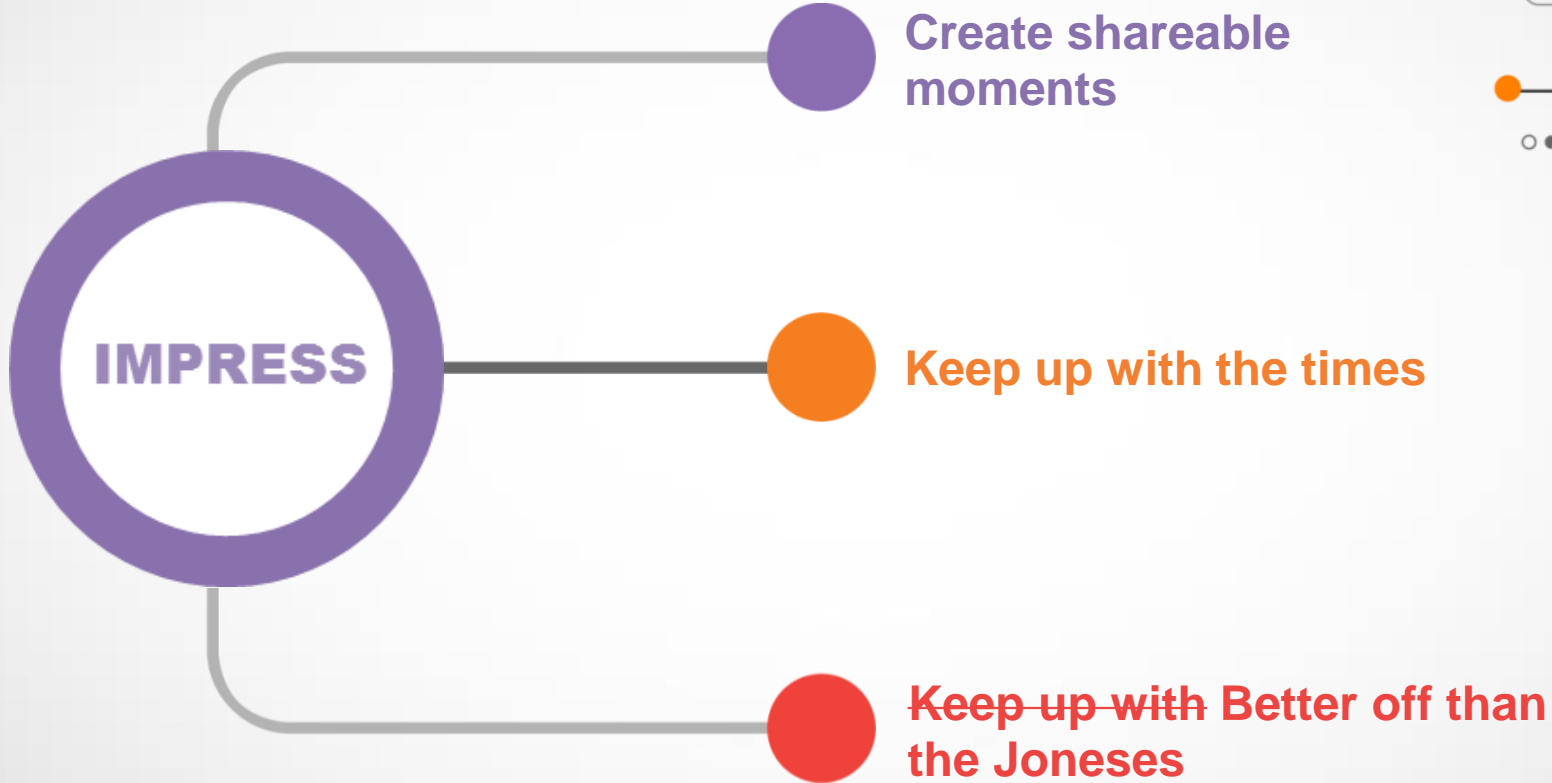 Create shareable
moments
IMPRESS
Keep up with the times
Keep up with Better off than
the Joneses